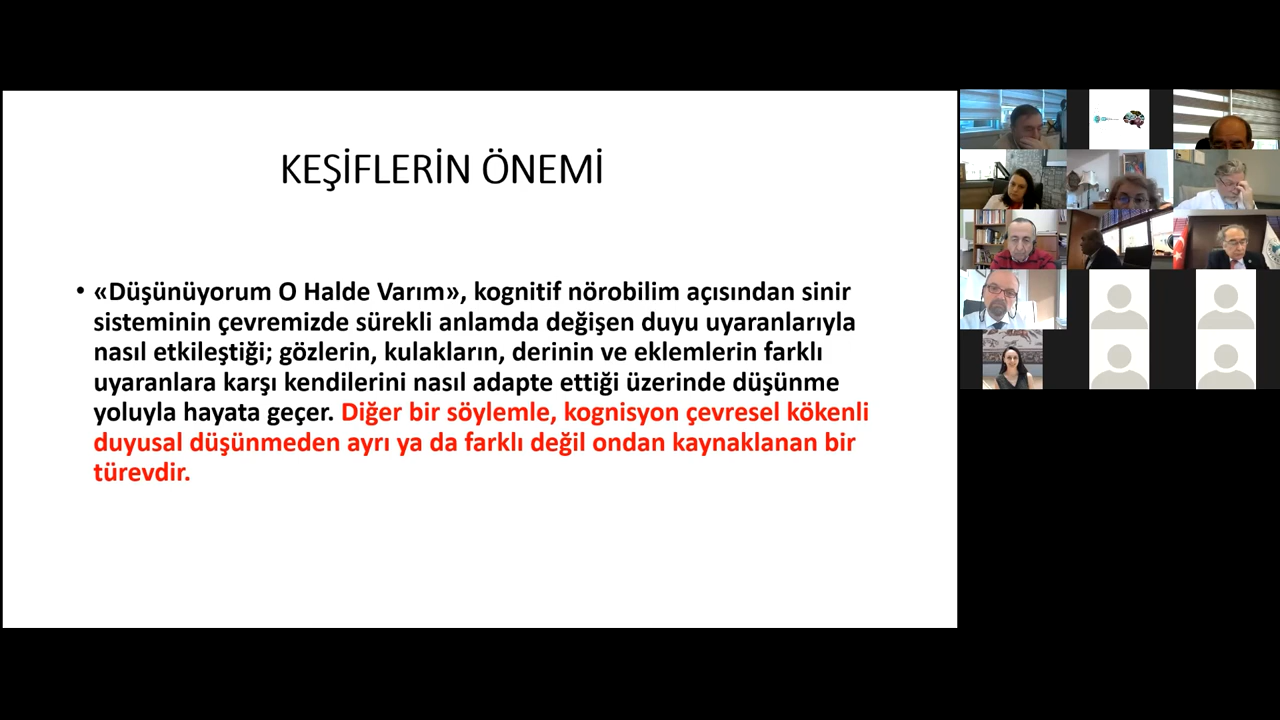 KEŞİFLERİN ÖNEMİ
• «Düşünüyorum O Halde Varım», kognitif nörobilim açısından sinir
sisteminin çevremizde sürekli anlamda değişen duyu uyaranlarıyla
nasıl etkileştiği; gözlerin, kulakların, derinin ve eklemlerin farklı
uyaranlara karşı kendilerini nasıl adapte ettiği üzerinde düşünme
yoluyla hayata geçer. Diğer bir söylemle, kognisyon çevresel kökenli
duyusal düşünmeden ayrı ya da farklı değil ondan kaynaklanan bir
türevdir.